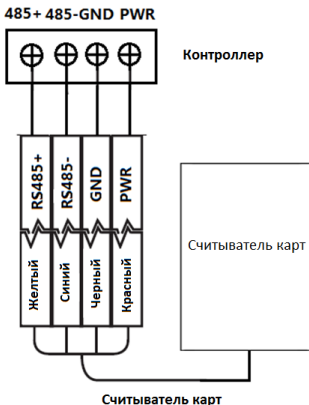 485+ 485-GND PWR
Контроллер
RS485+
RS485-
GND
PWR
Желтый
Синий
Черный
Красный
Считыватель карт
Считыватель карт